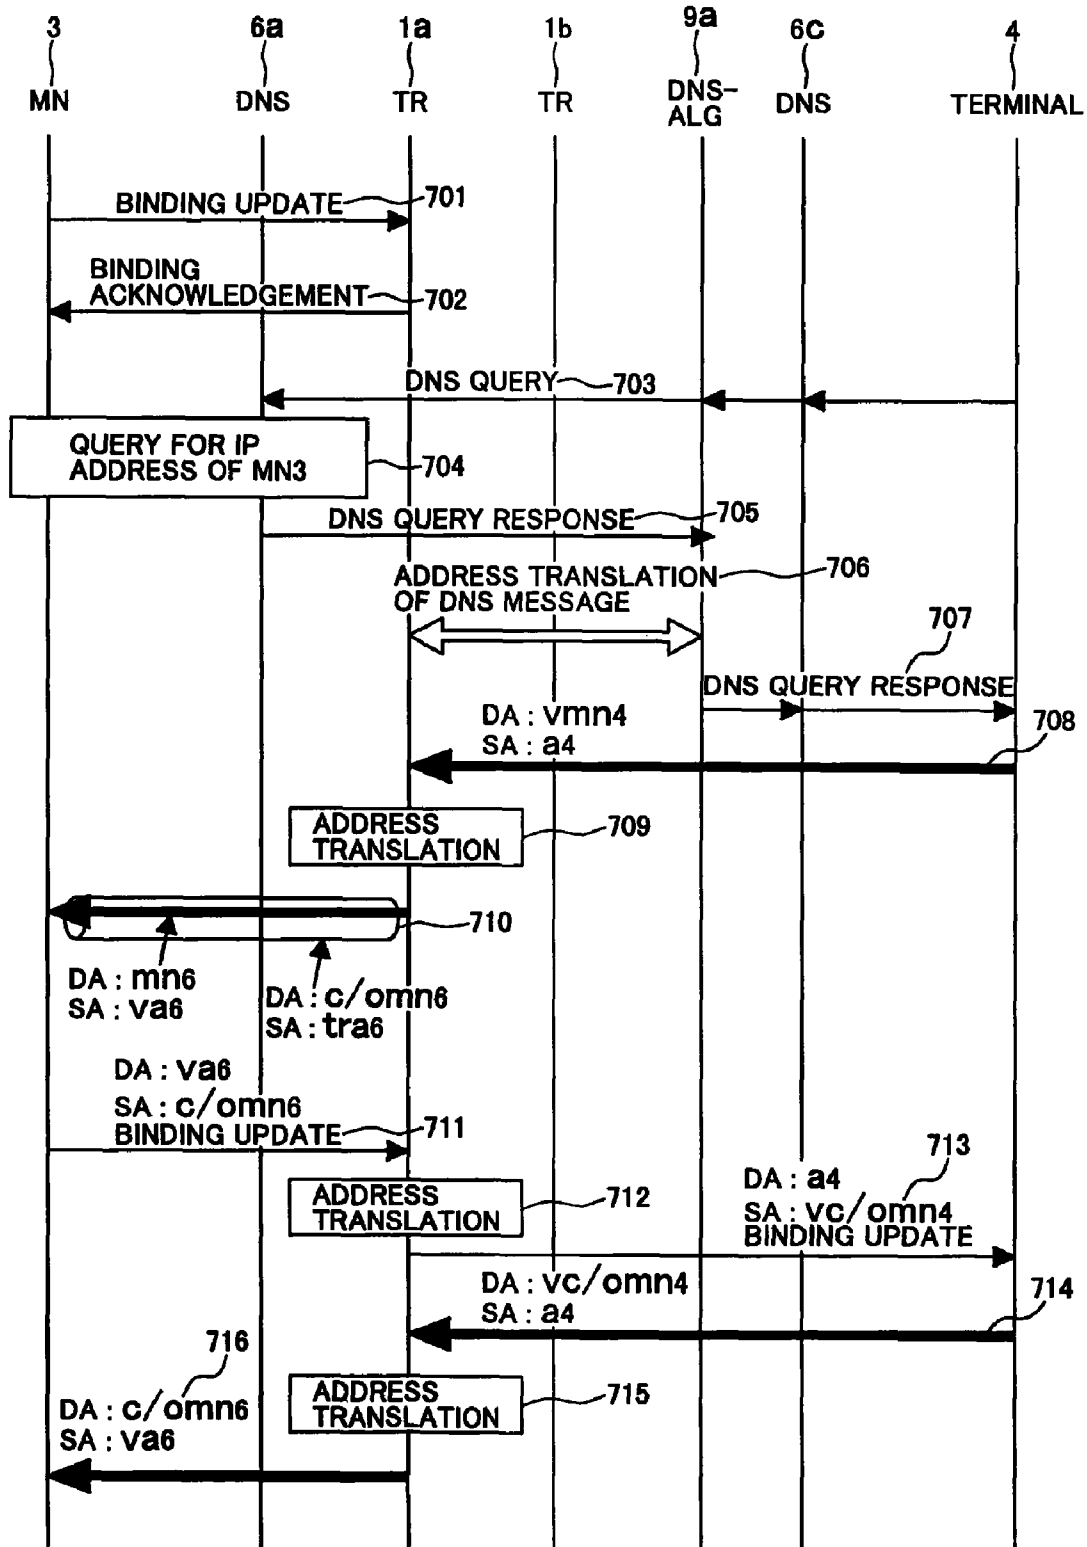 3 6a 1a 1b 9a 6c 4
MN DNS TR TR DNS-ALG DNS TERMINAL
BINDING UPDATE 701
BINDING
ACKNOWLEDGEMENT 702
DNS QUERY 703
QUERY FOR IP
ADDRESS OF MN3 704
DNS QUERY RESPONSE 705
ADDRESS TRANSLATION 706
OF DNS MESSAGE
707
DNS QUERY RESPONSE
DA : vmn4
SA : a4
708
ADDRESS
TRANSLATION 709
710
DA : mn6
SA : va6
DA : c/omn6
SA : tra6
DA : va6
SA : c/omn6
BINDING UPDATE 711
ADDRESS
TRANSLATION 712
713
DA : a4
SA : vc/omn4
BINDING UPDATE
DA : vc/omn4
SA : a4
714
716
DA : c/omn6
SA : va6
ADDRESS
TRANSLATION 715